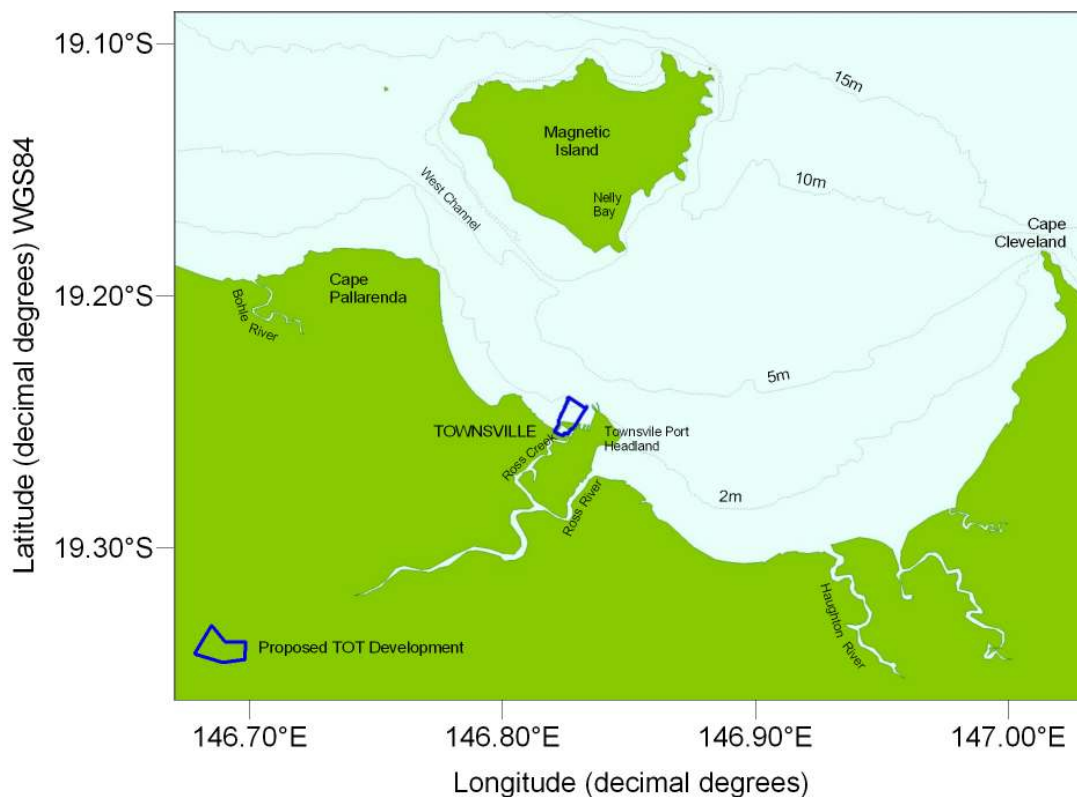 19.10°S
19.20°S
19.30°S
Latitude (decimal degrees) WGS84
15m
Magnetic
Island
10m
West Channel
Nelly
Bay
Cape
Cleveland
Cape
Pallarenda
Bohle River
5m
TOWNSVILLE
Townsvile Port
Headland
Ross Creek
2m
Ross River
Haughton River
Proposed TOT Development
146.70°E
146.80°E
146.90°E
147.00°E
Longitude (decimal degrees)